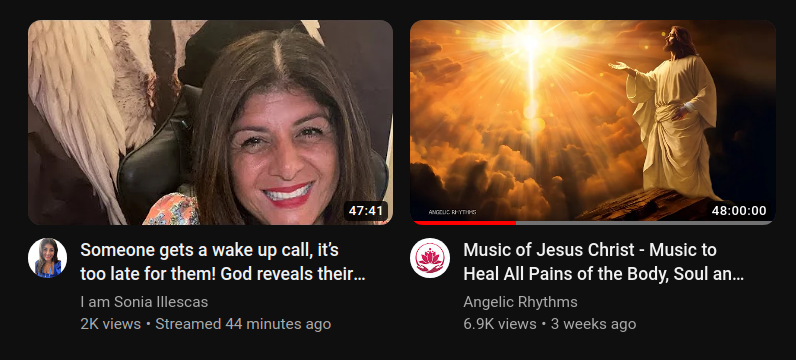 47:41
Someone gets a wake up call, it’s
too late for them! God reveals their...
I am Sonia Illescas
2K views • Streamed 44 minutes ago
ANGELIC RHYTHMS
48:00:00
Music of Jesus Christ - Music to
Heal All Pains of the Body, Soul an...
Angelic Rhythms
6.9K views • 3 weeks ago